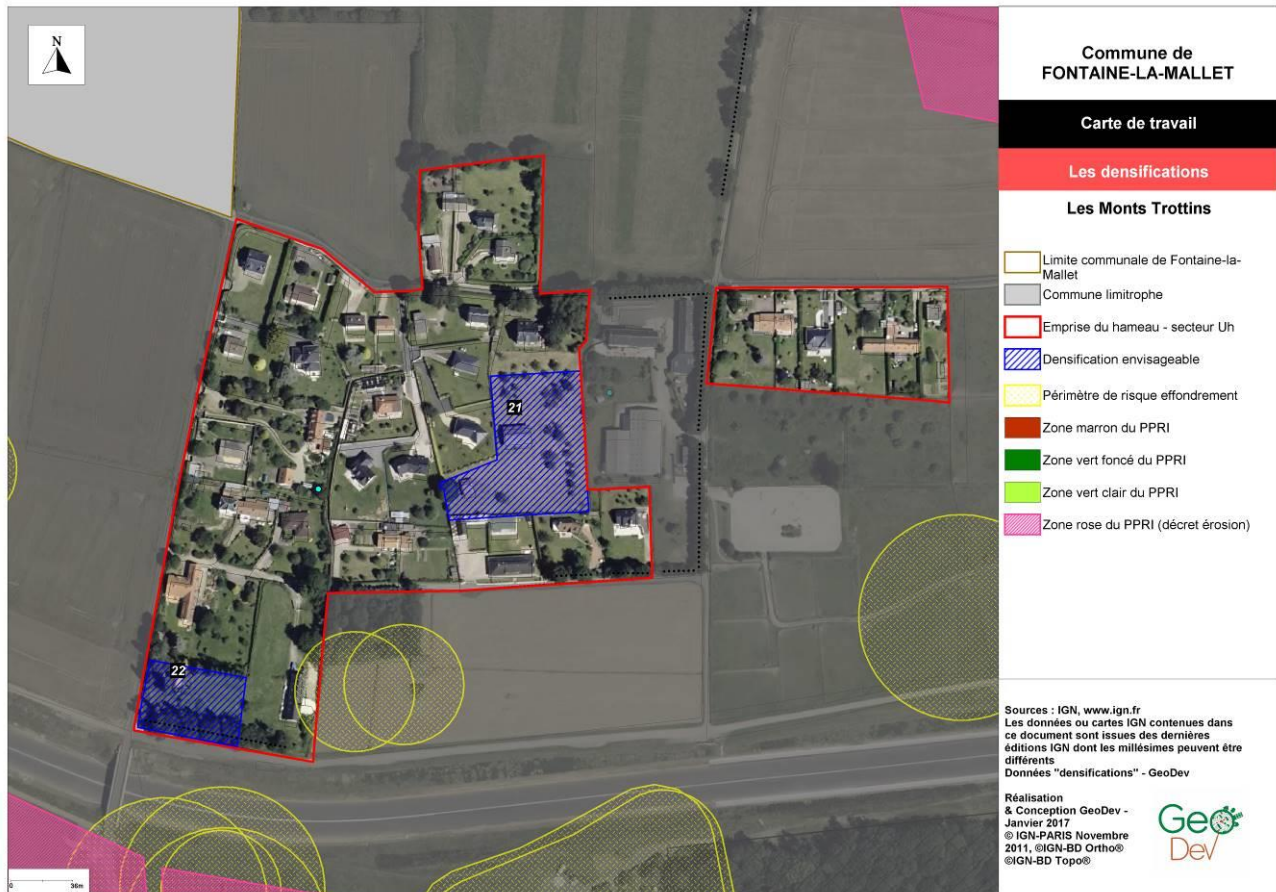 N
21
22
0 36m
Commune de
FONTAINE-LA-MALLET
Carte de travail
Les densifications
Les Monts Trottins
Limite communale de Fontaine-la-
Mallet
Commune limitrophe
Emprise du hameau - secteur Uh
Densification envisageable
Périmètre de risque effondrement
Zone marron du PPRI
Zone vert foncé du PPRI
Zone vert clair du PPRI
Zone rose du PPRI (décret érosion)
Sources : IGN, www.ign.fr
Les données ou cartes IGN contenues dans
ce document sont issues des dernières
éditions IGN dont les millésimes peuvent être
différents
Données "densifications" - GeoDev
Réalisation
& Conception GeoDev -
Janvier 2017
© IGN-PARIS Novembre
2011, ©IGN-BD Ortho®
©IGN-BD Topo®
Geo
Dev